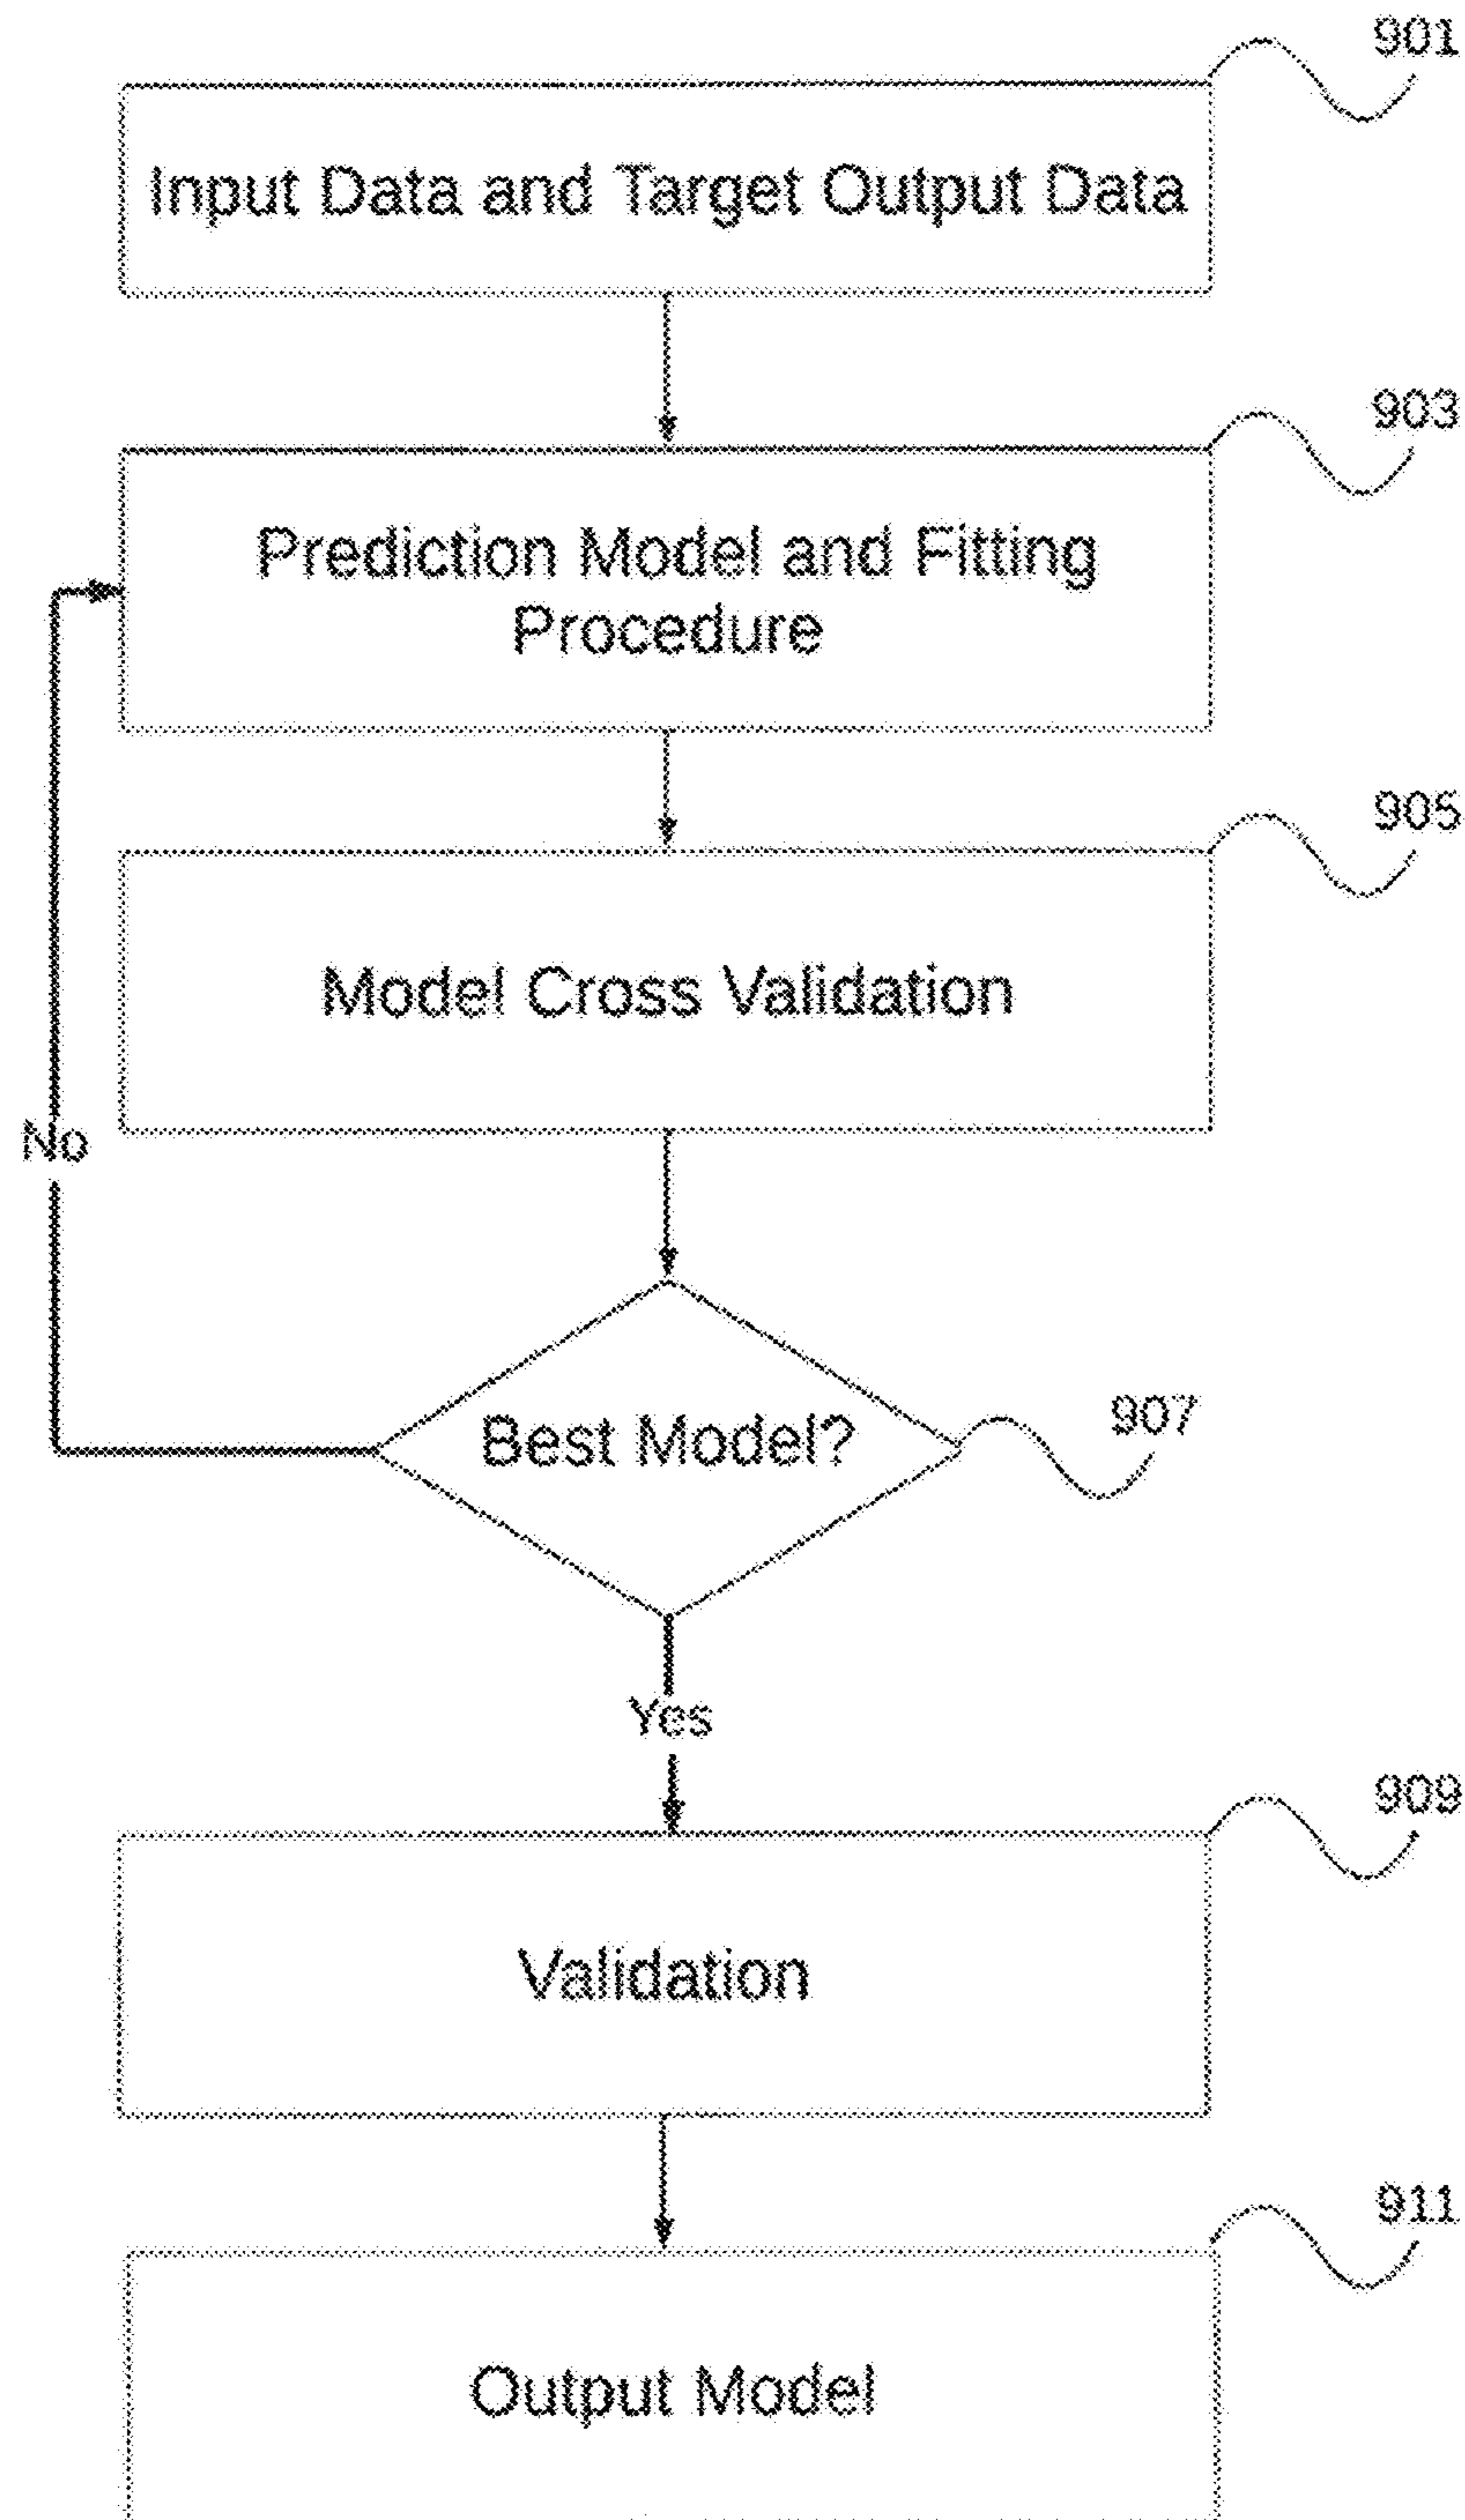 901
Input Data and Target Output Data
903
Prediction Model and Fitting
Procedure
905
Model Cross Validation
No
Best Model?
907
Yes
909
Validation
911
Output Model